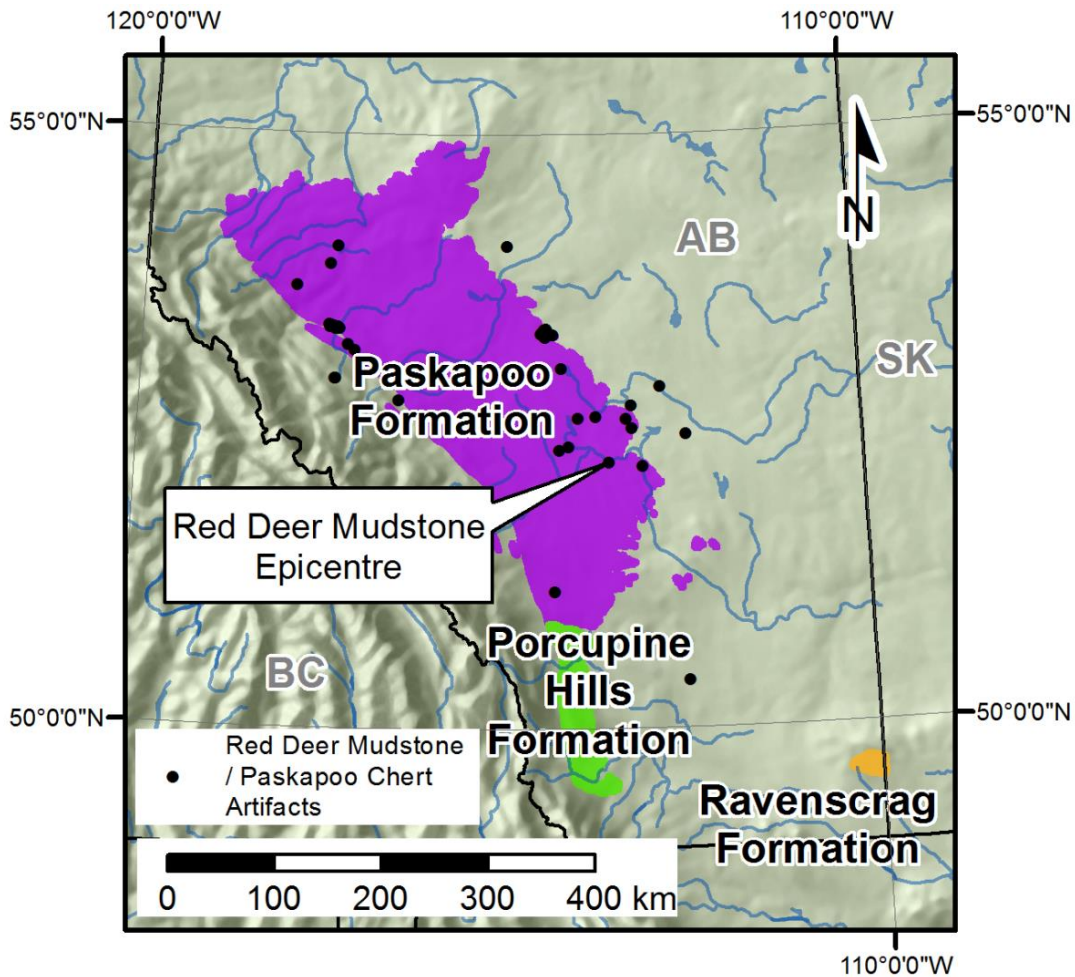 120°0'0"W
110°0'0"W
55°0'0"N
55°0'0"N
N
AB
SK
Paskapoo
Formation
Red Deer Mudstone
Epicentre
Porcupine
Hills
Formation
BC
50°0'0"N
50°0'0"N
Red Deer Mudstone
/ Paskapoo Chert
Artifacts
Ravenscrag
Formation
0 100 200 300 400 km
110°0'0"W